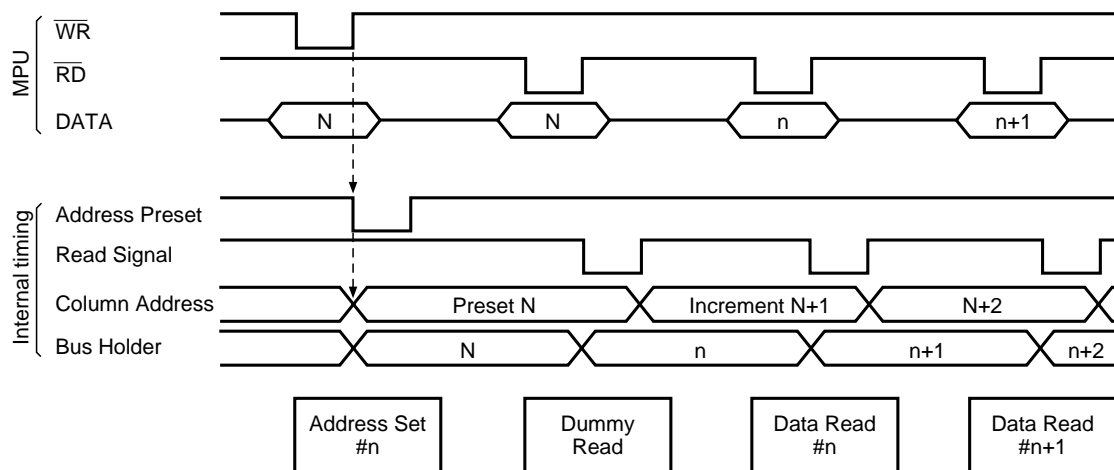 MPU
WR
RD
DATA
N
N
n
n+1
Internal timing
Address Preset
Read Signal
Column Address
Preset N
Increment N+1
N+2
Bus Holder
N
n
n+1
n+2
Address Set
#n
Dummy
Read
Data Read
#n
Data Read
#n+1